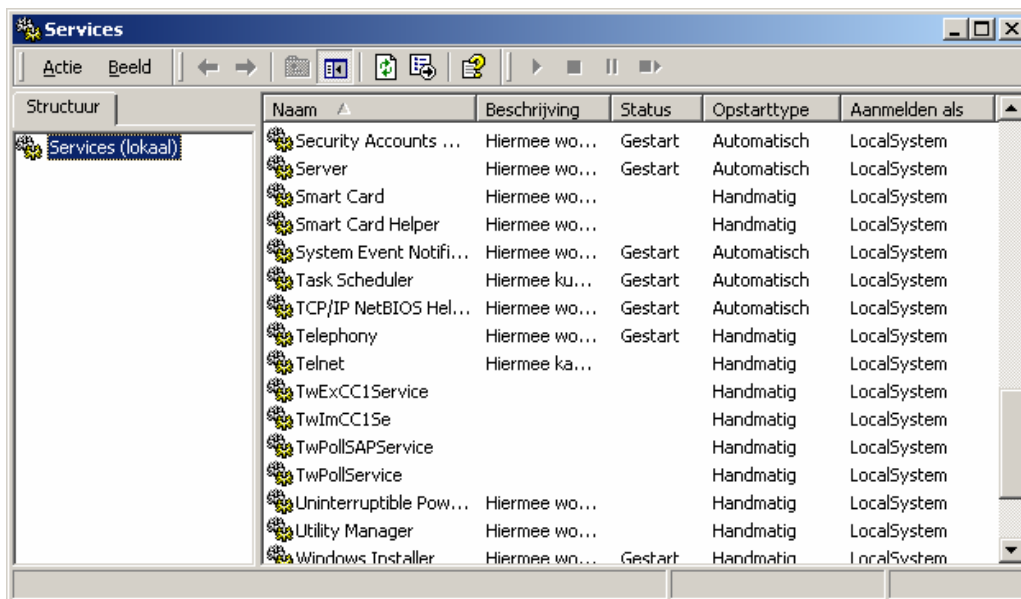 Services
Actie Beeld
Structuur
Services (lokaal)
Naam Beschrijving Status Opstarttype Aanmelden als
Security Accounts ... Hiermee wo... Gestart Automatisch LocalSystem
Server Hiermee wo... Gestart Automatisch LocalSystem
Smart Card Hiermee wo... Handmatig LocalSystem
Smart Card Helper Hiermee wo... Handmatig LocalSystem
System Event Notifi... Hiermee wo... Gestart Automatisch LocalSystem
Task Scheduler Hiermee ku... Gestart Automatisch LocalSystem
TCP/IP NetBIOS Hel... Hiermee wo... Gestart Automatisch LocalSystem
Telephony Hiermee wo... Gestart Handmatig LocalSystem
Telnet Hiermee ka... Handmatig LocalSystem
TwExCC1Service Handmatig LocalSystem
TwImCC1Se Handmatig LocalSystem
TwPollSAPService Handmatig LocalSystem
TwPollService Handmatig LocalSystem
Uninterruptible Pow... Hiermee wo... Handmatig LocalSystem
Utility Manager Hiermee wo... Handmatig LocalSystem
Windows Installer Hiermee wo... Gestart Handmatig LocalSystem